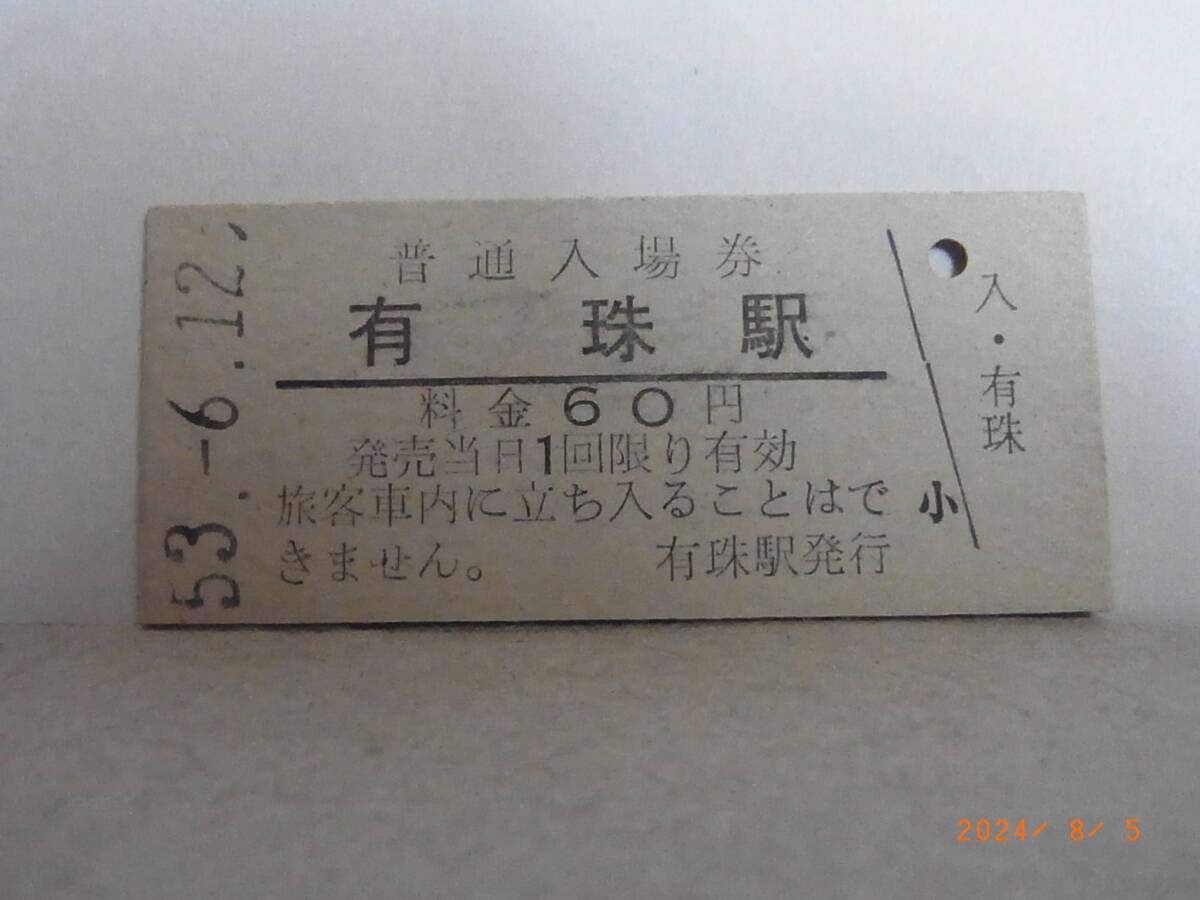 53.-6.12,
普通入場券
有珠駅
料金60円
発売当日1回限り有効
旅客車内に立ち入ることはで
きません。 有珠駅発行
小
入・有珠
2024/ 8/ 5